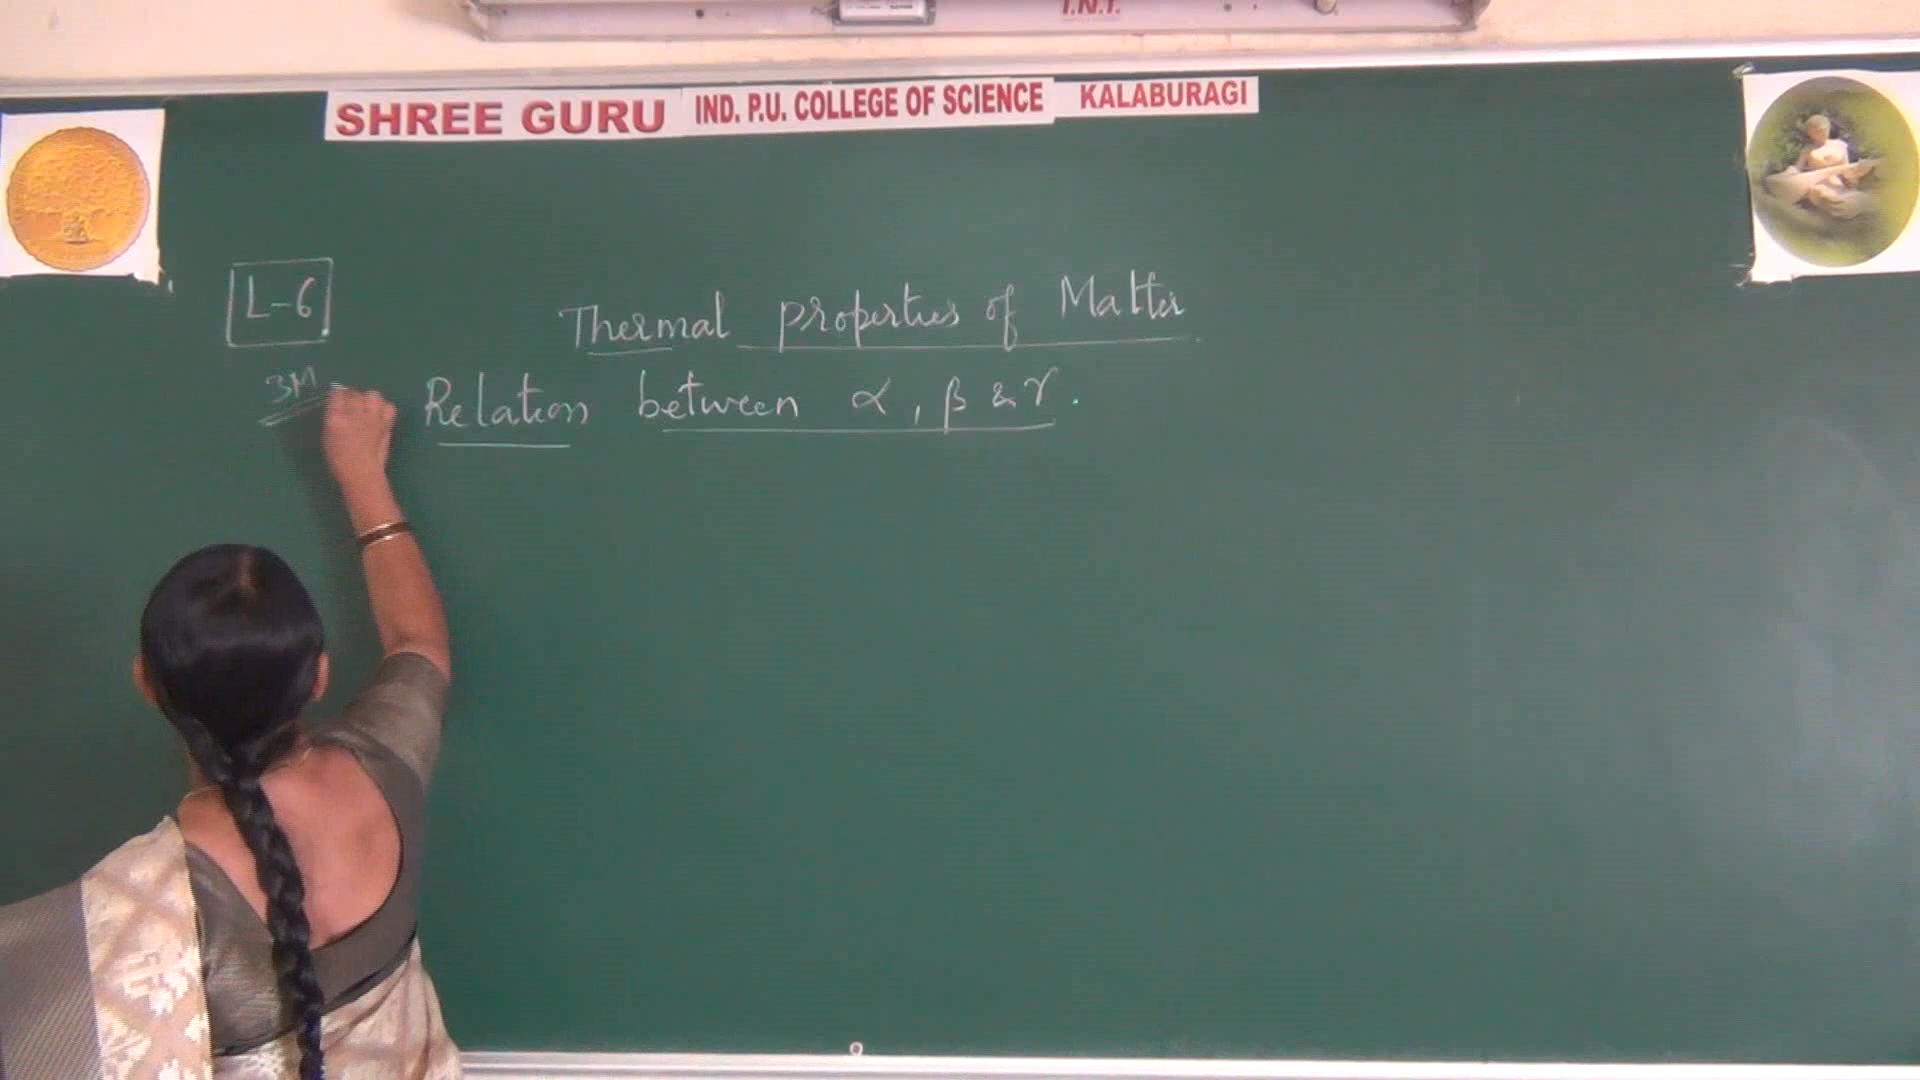 I.N.T.
SHREE GURU IND. P.U. COLLEGE OF SCIENCE KALABURAGI
L-6
Thermal properties of Matter
3M
Relation between α, β & γ.